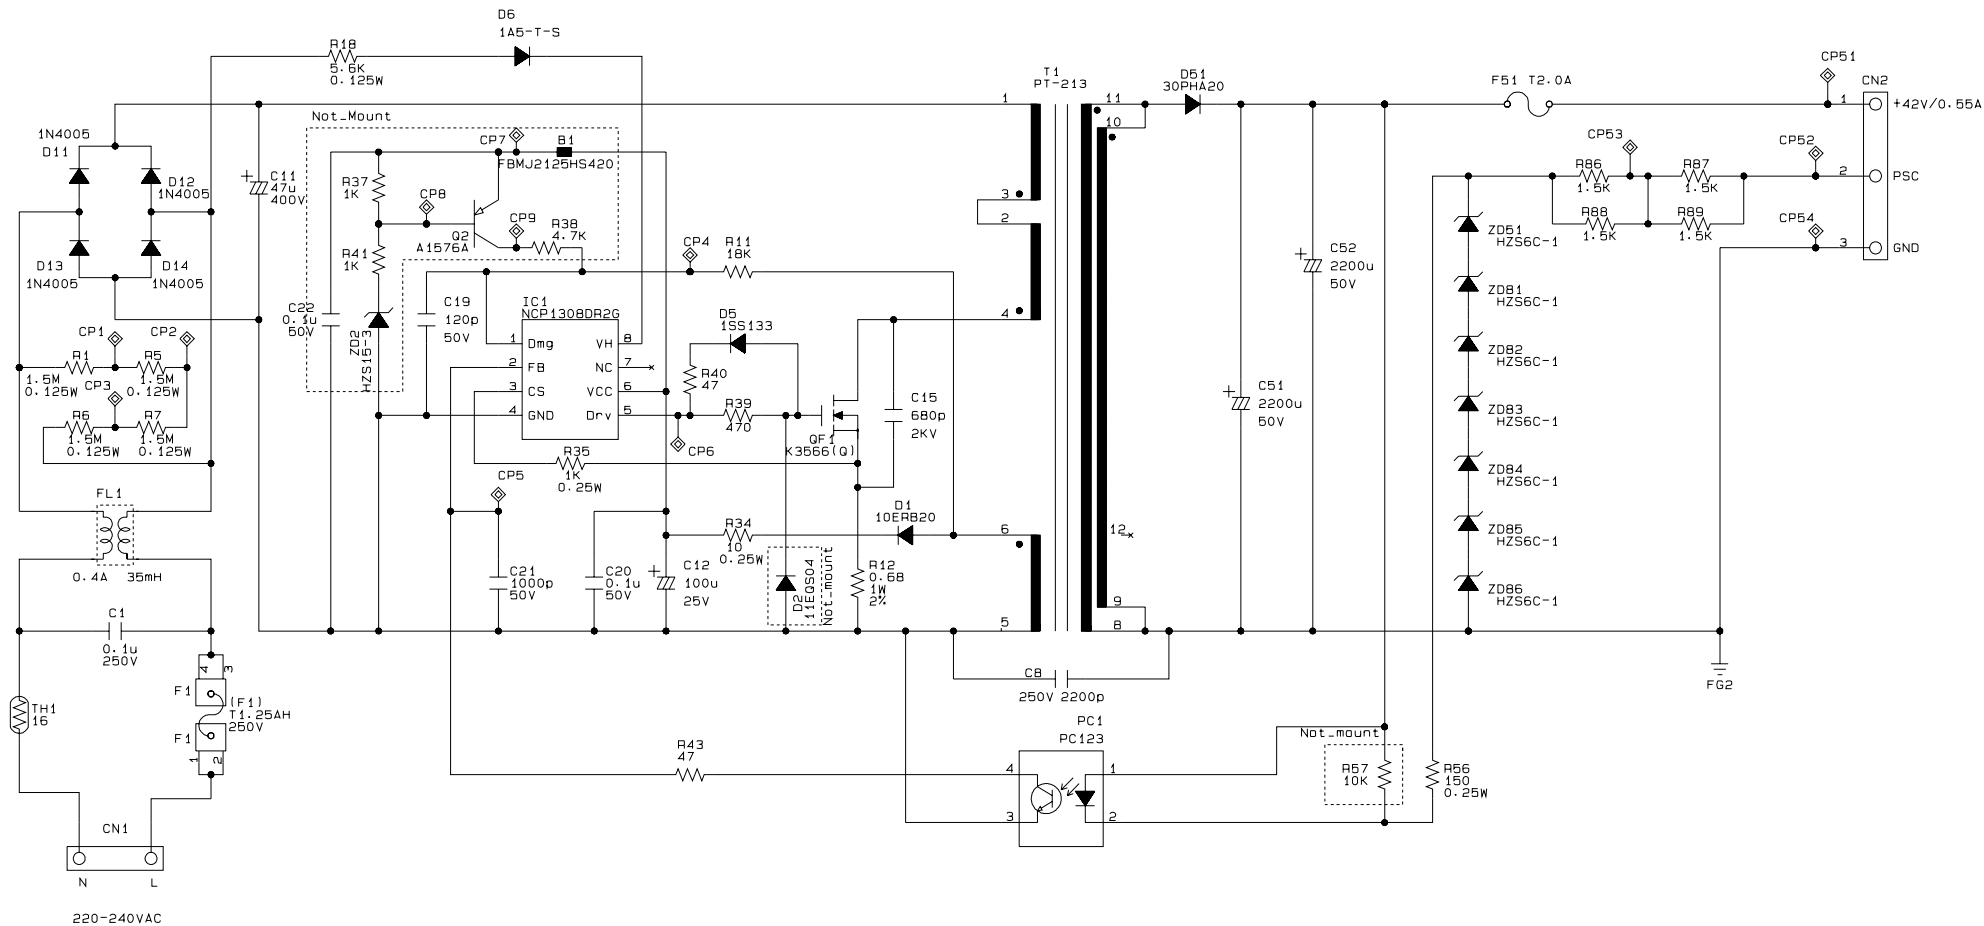 D6
1A5-T-S
R18
5.6K
0.125W
T1
PT-213
D51
30PHA20
F51 T2.0A
CP51
CN2
1
11
1
+42V/0.55A
Not_Mount
10
1N4005
D11
CP7
B1
FBMJ2125HS420
CP53
CP52
C11
47u
400V
D12
1N4005
R37
1K
CP8
R86
1.5K
R87
1.5K
2
PSC
3
2
CP9
R38
4.7K
Q2
A1576A
R88
1.5K
R89
1.5K
CP54
3
GND
ZD51
HZS6C-1
D13
1N4005
D14
1N4005
R41
1K
CP4
R11
18K
C52
2200u
50V
ZD81
HZS6C-1
C22
0.1u
50V
ZD2
HZS15-3
C19
120p
50V
IC1
NCP1308DR2G
1 Dmg VH 8
2 FB NC 7
3 CS VCC 6
4 GND Drv 5
D5
1SS133
4
CP1
CP2
R1
1.5M
0.125W
R5
1.5M
0.125W
CP3
R6
1.5M
0.125W
R7
1.5M
0.125W
R40
47
R39
470
CP6
QF1
K3566(Q)
C15
680p
2KV
C51
2200u
50V
ZD82
HZS6C-1
ZD83
HZS6C-1
ZD84
HZS6C-1
ZD85
HZS6C-1
ZD86
HZS6C-1
R35
1K
0.25W
CP5
FL1
0.4A 35mH
R34
10
0.25W
D1
10ERB20
6
12
C21
1000p
50V
C20
0.1u
50V
C12
100u
25V
D2
11EQS04
Not_mount
R12
0.68
1W
2%
9
5
8
C1
0.1u
250V
C8
250V 2200p
FG2
4
3
F1
(F1)
T1.25AH
250V
F1
1
2
TH1
16
PC1
PC123
R43
47
4
1
3
2
Not_mount
R57
10K
R56
150
0.25W
CN1
N
L
220-240VAC